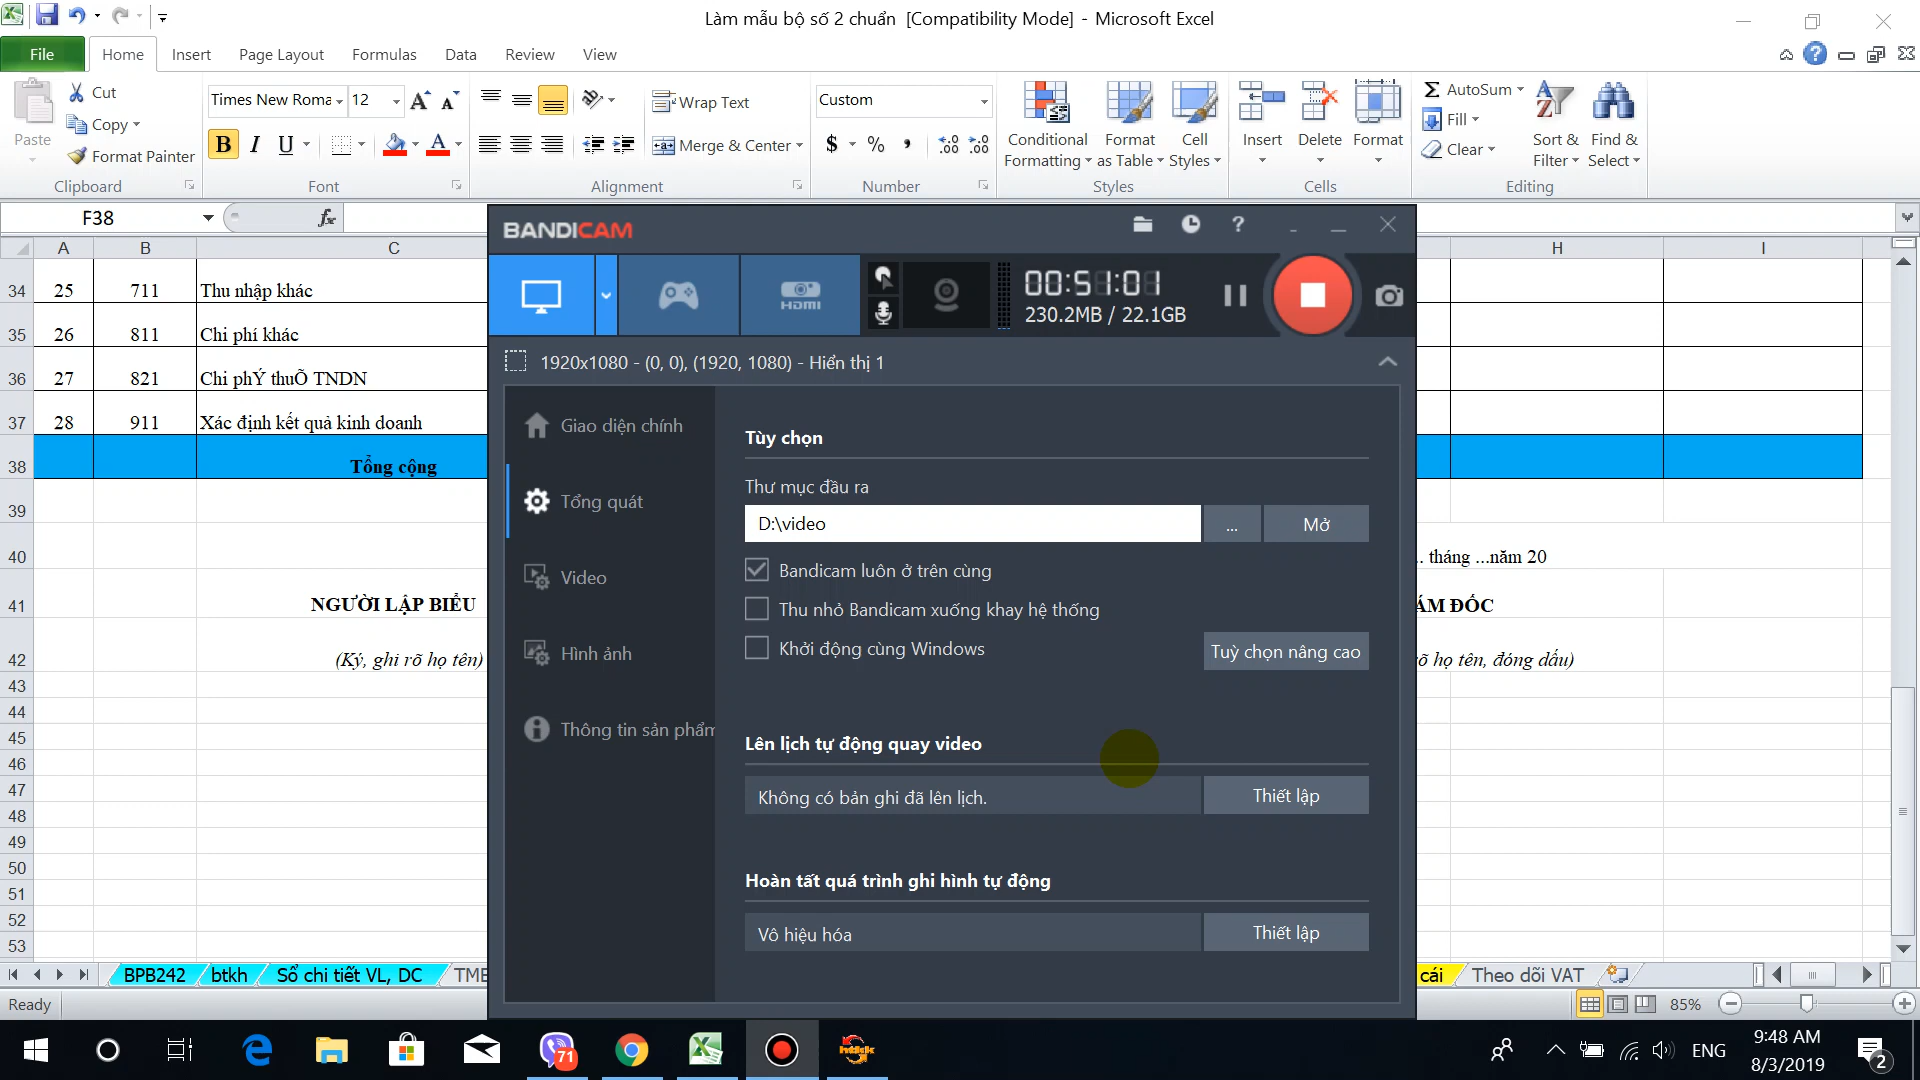 Làm mẫu bộ số 2 chuẩn [Compatibility Mode] - Microsoft Excel
File Home Insert Page Layout Formulas Data Review View
Paste Cut Copy Format Painter Clipboard
Times New Roma 12 Font
Wrap Text Merge & Center Alignment
Custom $ % , Number
Conditional Formatting Format as Table Cell Styles Styles
Insert Delete Format Cells
AutoSum Fill Clear Sort & Filter Find & Select Editing
F38 fx
A B C H I
34 25 711 Thu nhập khác
35 26 811 Chi phí khác
36 27 821 Chi phÝ thuÕ TNDN
37 28 911 Xác định kết quả kinh doanh
38 Tổng cộng
39
40 .. tháng ...năm 20
41 NGƯỜI LẬP BIỂU ÁM ĐỐC
42 (Ký, ghi rõ họ tên) õ họ tên, đóng dấu)
43
44
45
46
47
48
49
50
51
52
53
BANDICAM
HDMI
00:51:01
230.2MB / 22.1GB
1920x1080 - (0, 0), (1920, 1080) - Hiển thị 1
Giao diện chính
Tổng quát
Video
Hình ảnh
Thông tin sản phẩm
Tùy chọn
Thư mục đầu ra
D:\video ... Mở
Bandicam luôn ở trên cùng
Thu nhỏ Bandicam xuống khay hệ thống
Khởi động cùng Windows
Tuỳ chọn nâng cao
Lên lịch tự động quay video
Không có bản ghi đã lên lịch. Thiết lập
Hoàn tất quá trình ghi hình tự động
Vô hiệu hóa Thiết lập
BPB242 btkh Sổ chi tiết VL, DC TME cái Theo dõi VAT
Ready 85%
71 ENG 9:48 AM
8/3/2019 2